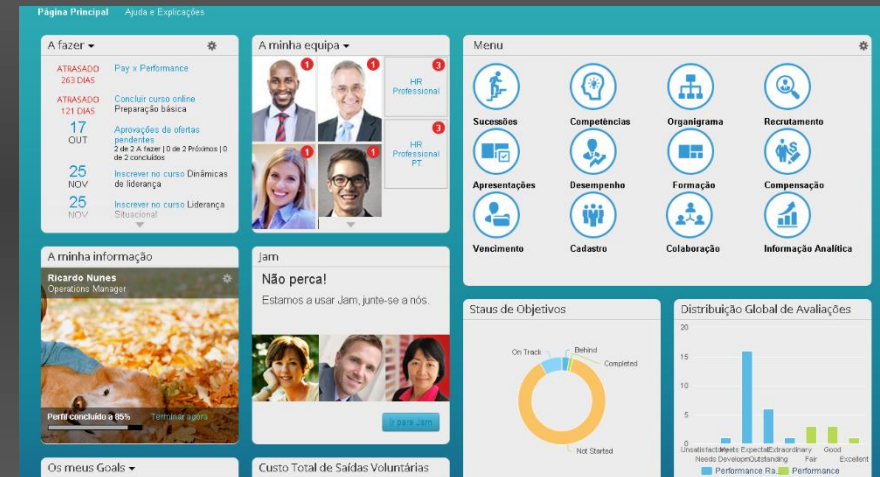 Página Principal Ajuda e Explicações
A fazer
ATRASADO
263 DIAS
Pay x Performance
ATRASADO
121 DIAS
Concluir curso online
Preparação básica
17
OUT
Aprovações de ofertas
pendentes
2 de 2 A fazer | 0 de 2 Próximos | 0
de 2 concluídos
25
NOV
Inscrever no curso Dinâmicas
de liderança
25
NOV
Inscrever no curso Liderança
Situacional
A minha equipa
1
1
3
HR
Professional
1
1
3
HR
Professional
PT
Menu
Sucessões
Competências
Organigrama
Recrutamento
Apresentações
Desempenho
Formação
Compensação
Vencimento
Cadastro
Colaboração
Informação Analítica
A minha informação
Ricardo Nunes
Operations Manager
Perfil concluído a 85% Terminar agora
Jam
Não perca!
Estamos a usar Jam, junte-se a nós.
Ir para Jam
Staus de Objetivos
On Track
Behind
Completed
Not Started
Distribuição Global de Avaliações
20
15
10
5
0
Needs Develop
Outstanding
Extraordinary
Fair
Good
Excellent
Performance Ra...
Performance
Os meus Goals
Custo Total de Saídas Voluntárias